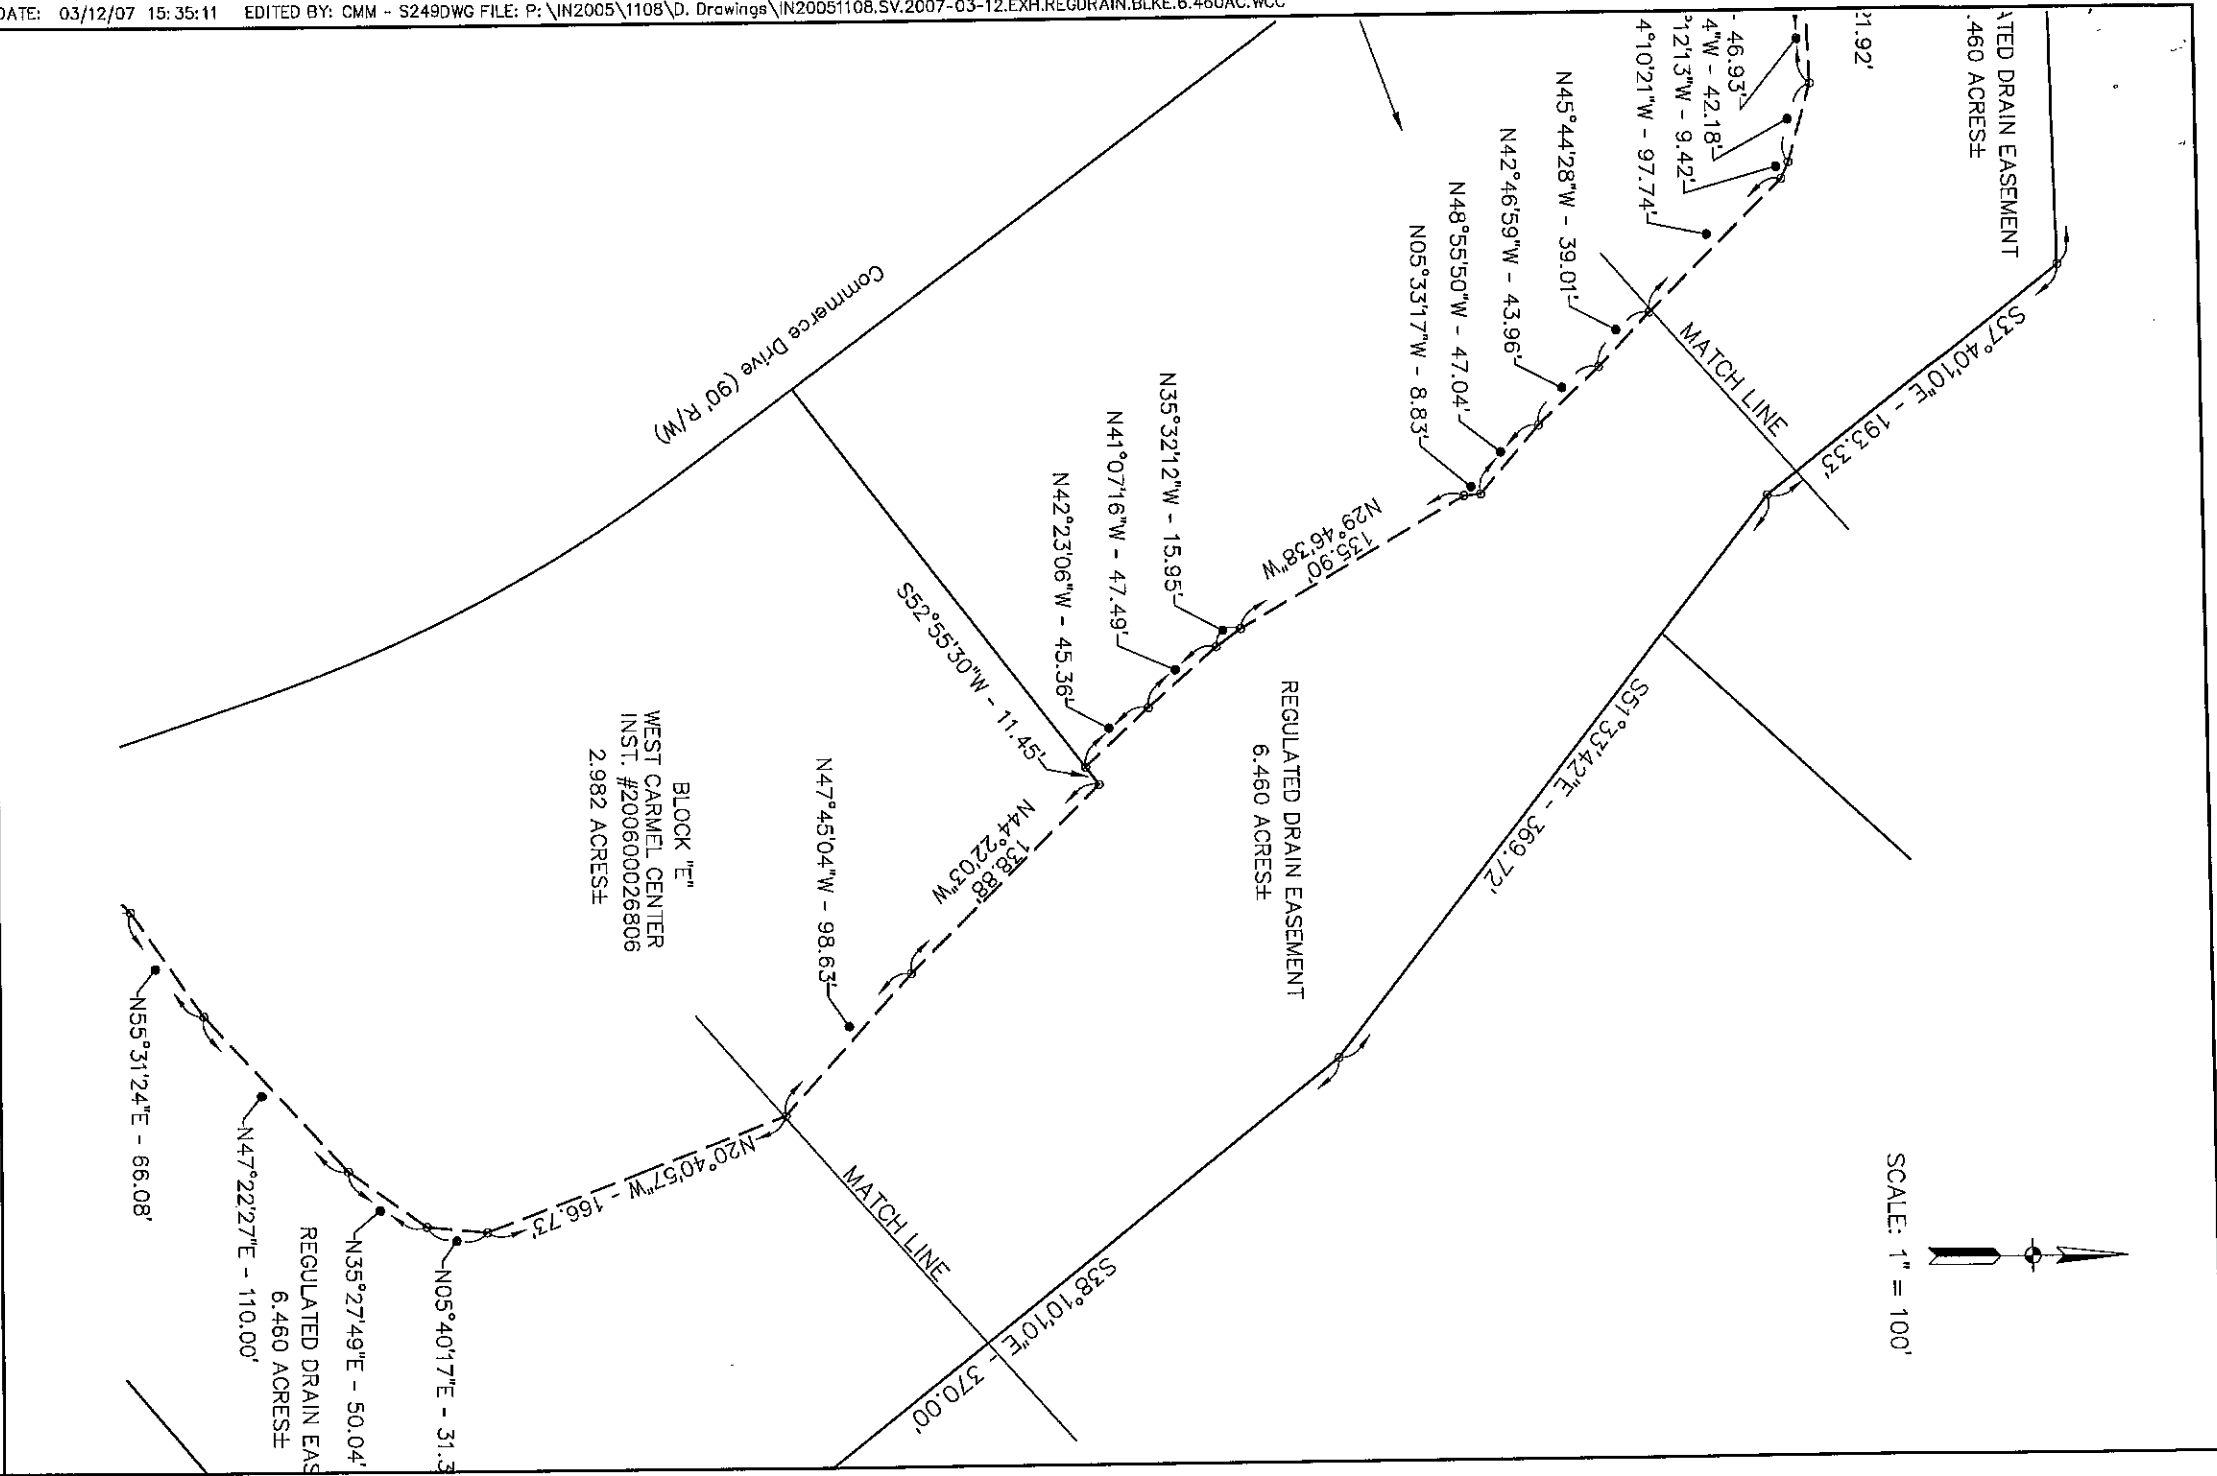 DATE: 03/12/07 15:35:11 EDITED BY: CMM - S249DWG FILE: P:\IN2005\1108\D. Drawings\IN20051108.SV.2007-03-12.EXH.REGDRAIN.BLKE.6.460AC.WCC
ATED DRAIN EASEMENT
.460 ACRES±
21.92'
46.93'
4"W - 42.18'
°12'13"W - 9.42'
4°10'21"W - 97.74'
N45°44'28"W - 39.01'
N42°46'59"W - 43.96'
N48°55'50"W - 47.04'
N05°33'17"W - 8.83'
S37°40'10"E - 193.33'
MATCH LINE
N35°32'12"W - 15.95'
N41°07'16"W - 47.49'
N42°23'06"W - 45.36'
N29°46'38"W
135.90'
Commerce Drive (90' R/W)
S52°55'30"W - 11.45'
REGULATED DRAIN EASEMENT
6.460 ACRES±
S51°33'42"E - 369.72'
N44°22'03"W
138.88'
N47°45'04"W - 98.63'
BLOCK "E"
WEST CARMEL CENTER
INST. #200600026806
2.982 ACRES±
SCALE: 1" = 100'
MATCH LINE
N20°40'57"W - 166.73'
S38°10'10"E - 370.00'
N05°40'17"E - 31.3
N35°27'49"E - 50.04'
REGULATED DRAIN EAS
6.460 ACRES±
N47°22'27"E - 110.00'
N55°31'24"E - 66.08'